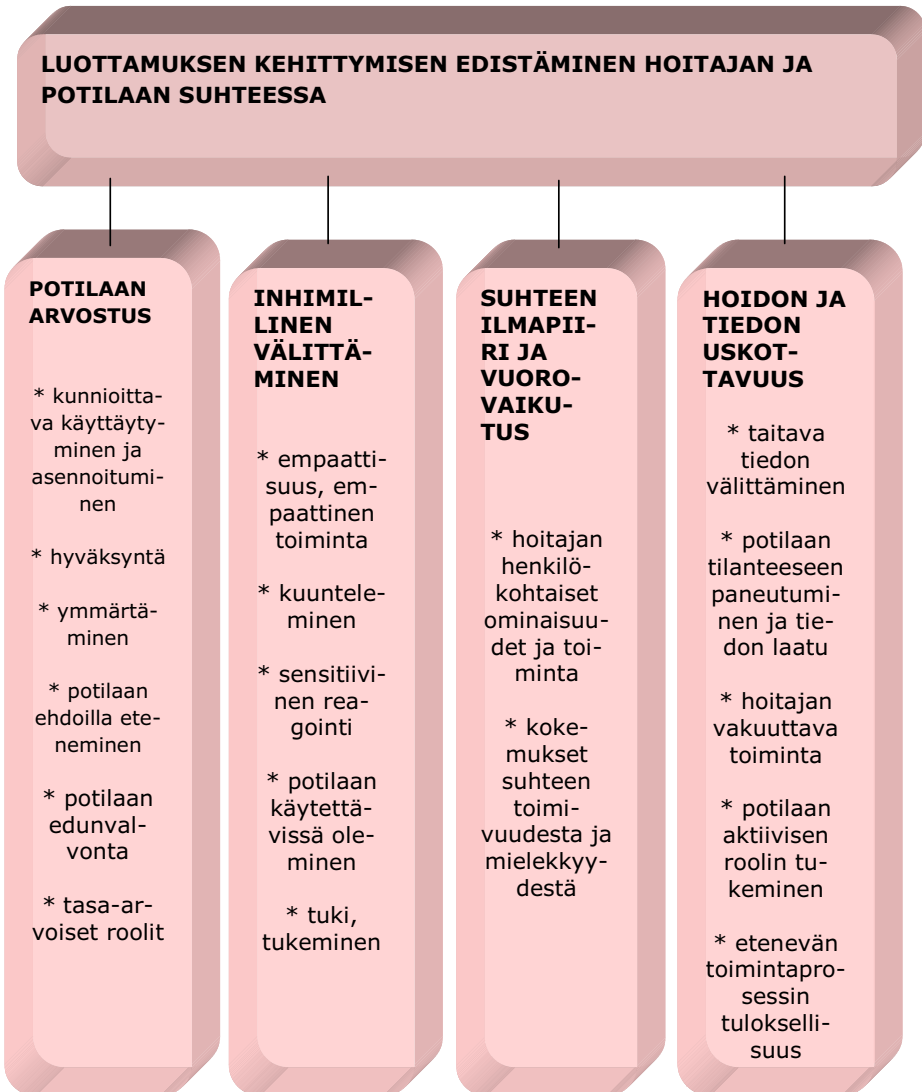 LUOTTAMUKSEN KEHITTYMISEN EDISTÄMINEN HOITAJAN JA
POTILAAN SUHTEESSA
POTILAAN
ARVOSTUS
* kunnioitta-
va käyttäyty-
minen ja
asennoitumi-
nen
* hyväksyntä
* ymmärtä-
minen
* potilaan
ehdoilla ete-
neminen
* potilaan
edunval-
vonta
* tasa-ar-
voiset roolit
INHIMIL-
LINEN
VÄLITTÄ-
MINEN
* empaatti-
suus, em-
paattinen
toiminta
* kuuntele-
minen
* sensitiivi-
nen rea-
gointi
* potilaan
käytettä-
vissä ole-
minen
* tuki,
tukeminen
SUHTEEN
ILMAPII-
RI JA
VUORO-
VAIKU-
TUS
* hoitajan
henkilö-
kohtaiset
ominaisuu-
det ja toi-
minta
* koke-
mukset
suhteen
toimi-
vuudesta ja
mielekkyy-
destä
HOIDON JA
TIEDON
USKOT-
TAVUUS
* taitava
tiedon
välittäminen
* potilaan
tilanteeseen
paneutumi-
nen ja tie-
don laatu
* hoitajan
vakuuttava
toiminta
* potilaan
aktiivisen
roolin tu-
keminen
* etenevän
toimintapro-
sessin
tulokselli-
suus